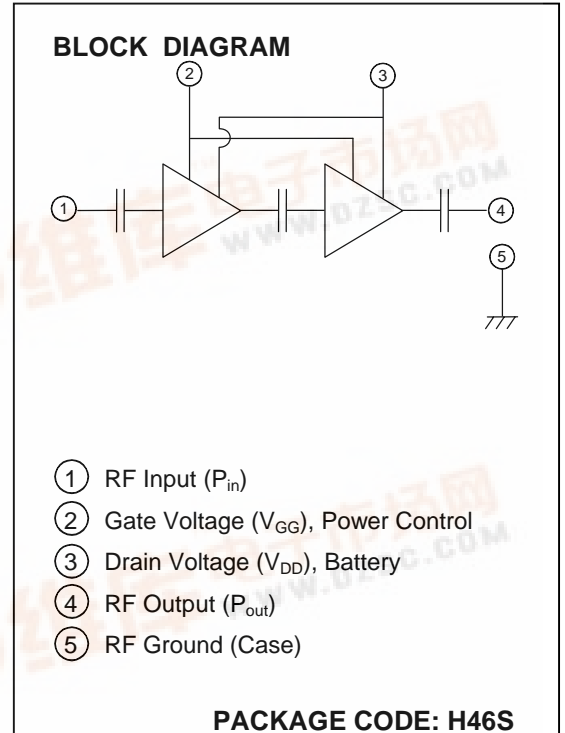 BLOCK DIAGRAM
2
3
1
4
5
1 RF Input (Pin)
2 Gate Voltage (VGG), Power Control
3 Drain Voltage (VDD), Battery
4 RF Output (Pout)
5 RF Ground (Case)
PACKAGE CODE: H46S